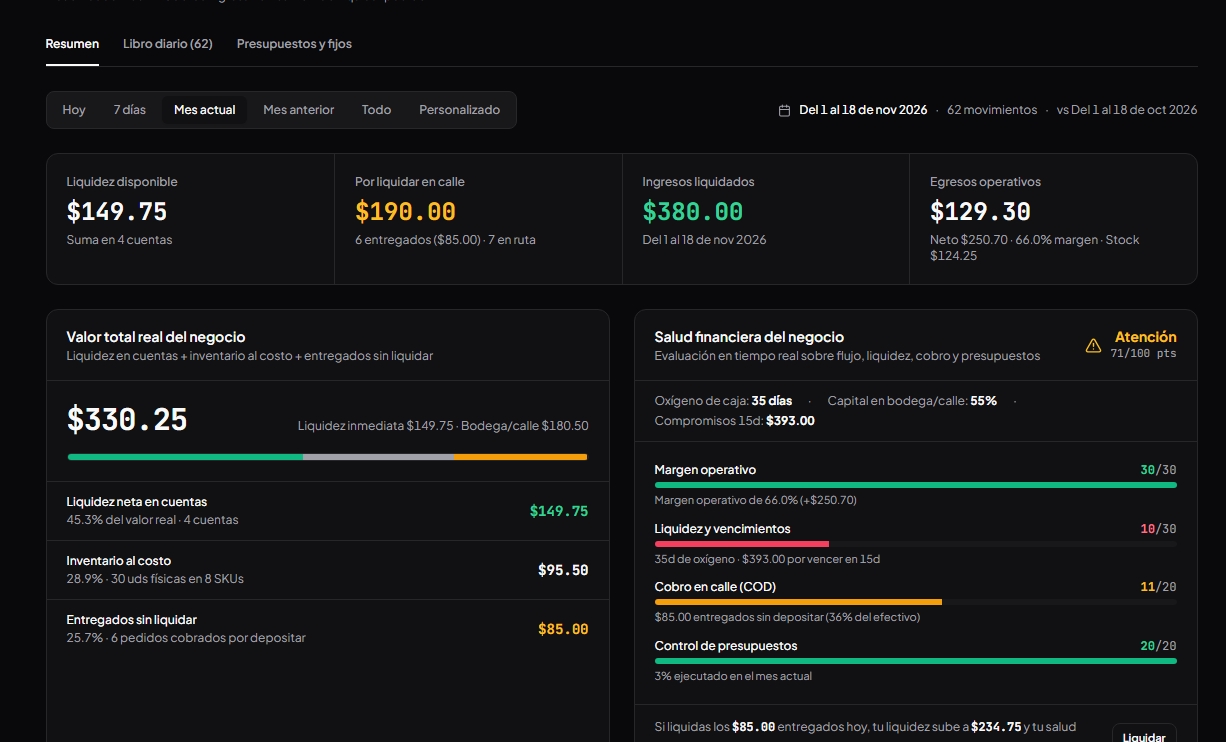 Resumen Libro diario (62) Presupuestos y fijos
Hoy 7 días Mes actual Mes anterior Todo Personalizado
Del 1 al 18 de nov 2026 · 62 movimientos · vs Del 1 al 18 de oct 2026
Liquidez disponible
$149.75
Suma en 4 cuentas
Por liquidar en calle
$190.00
6 entregados ($85.00) · 7 en ruta
Ingresos liquidados
$380.00
Del 1 al 18 de nov 2026
Egresos operativos
$129.30
Neto $250.70 · 66.0% margen · Stock
$124.25
Valor total real del negocio
Liquidez en cuentas + inventario al costo + entregados sin liquidar
$330.25
Liquidez inmediata $149.75 · Bodega/calle $180.50
Liquidez neta en cuentas
45.3% del valor real · 4 cuentas
$149.75
Inventario al costo
28.9% · 30 uds físicas en 8 SKUs
$95.50
Entregados sin liquidar
25.7% · 6 pedidos cobrados por depositar
$85.00
Salud financiera del negocio
Evaluación en tiempo real sobre flujo, liquidez, cobro y presupuestos
Atención
71/100 pts
Oxígeno de caja: 35 días · Capital en bodega/calle: 55% ·
Compromisos 15d: $393.00
Margen operativo 30/30
Margen operativo de 66.0% (+$250.70)
Liquidez y vencimientos 10/30
35d de oxígeno · $393.00 por vencer en 15d
Cobro en calle (COD) 11/20
$85.00 entregados sin depositar (36% del efectivo)
Control de presupuestos 20/20
3% ejecutado en el mes actual
Si liquidas los $85.00 entregados hoy, tu liquidez sube a $234.75 y tu salud
Liquidar